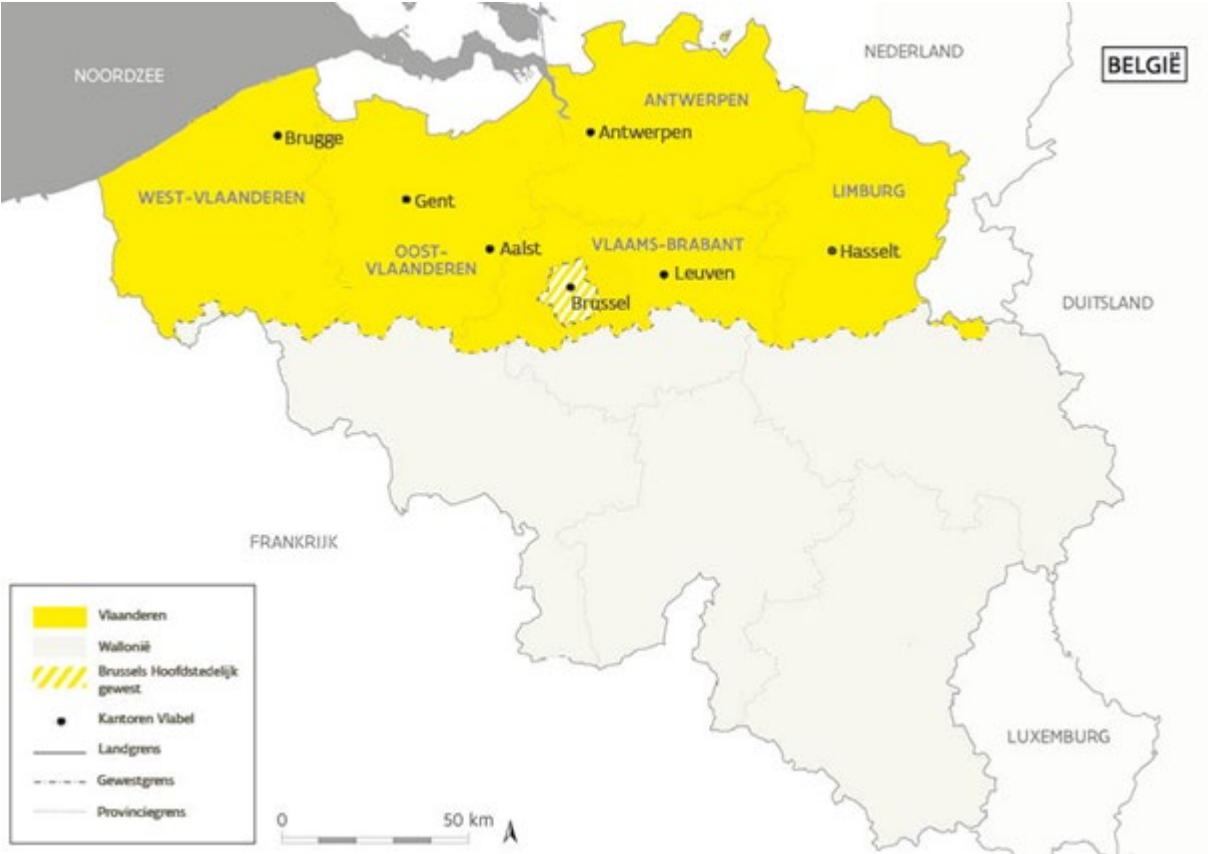 NOORDZEE
NEDERLAND
BELGIË
ANTWERPEN
Antwerpen
Brugge
WEST-VLAANDEREN
Gent
LIMBURG
OOST-
VLAANDEREN
Aalst
VLAAMS-BRABANT
Hasselt
Leuven
Brussel
DUITSLAND
FRANKRIJK
LUXEMBURG
Vlaanderen
Wallonië
Brussels Hoofdstedelijk
gewest
Kantoren Vlabel
Landgrens
Gewestgrens
Provinciegrens
0 50 km